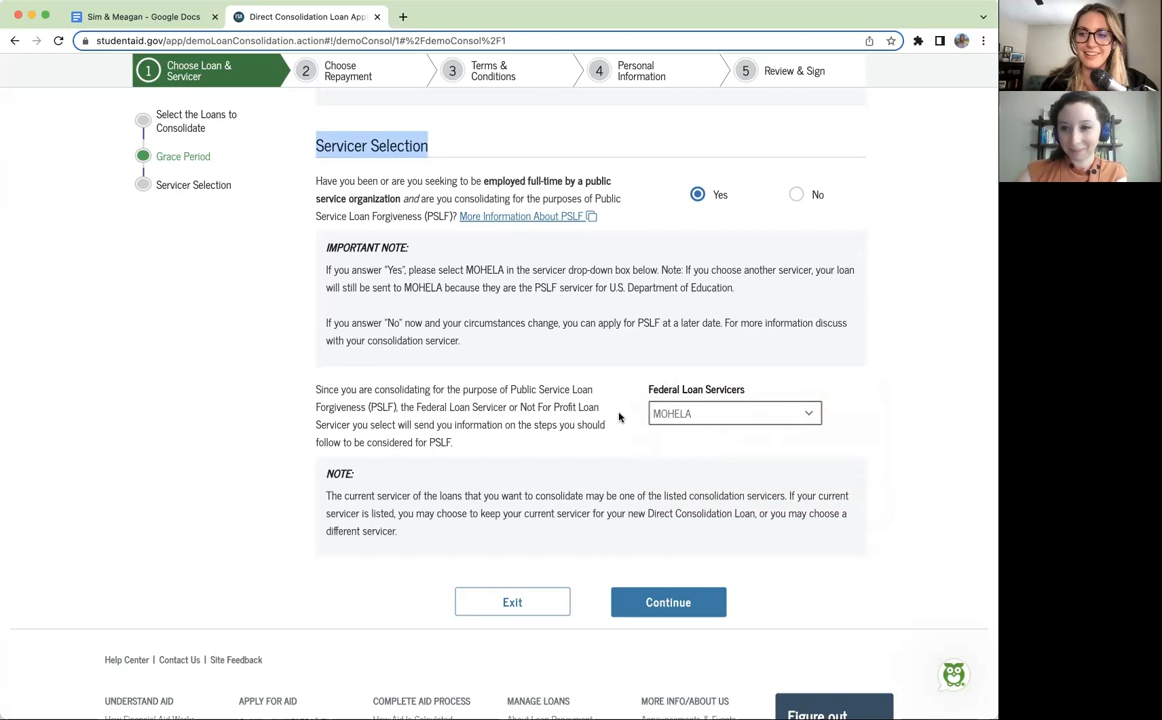 Sim & Meagan - Google Docs
Direct Consolidation Loan App
studentaid.gov/app/demoLoanConsolidation.action#!/demoConsol/1#%2FdemoConsol%2F1
1 Choose Loan & Servicer
2 Choose Repayment
3 Terms & Conditions
4 Personal Information
5 Review & Sign
Select the Loans to
Consolidate
Grace Period
Servicer Selection
Servicer Selection
Have you been or are you seeking to be employed full-time by a public
service organization and are you consolidating for the purposes of Public
Service Loan Forgiveness (PSLF)? More Information About PSLF
Yes
No
IMPORTANT NOTE:
If you answer "Yes", please select MOHELA in the servicer drop-down box below. Note: If you choose another servicer, your loan
will still be sent to MOHELA because they are the PSLF servicer for U.S. Department of Education.
If you answer "No" now and your circumstances change, you can apply for PSLF at a later date. For more information discuss
with your consolidation servicer.
Since you are consolidating for the purpose of Public Service Loan
Forgiveness (PSLF), the Federal Loan Servicer or Not For Profit Loan
Servicer you select will send you information on the steps you should
follow to be considered for PSLF.
Federal Loan Servicers
MOHELA
NOTE:
The current servicer of the loans that you want to consolidate may be one of the listed consolidation servicers. If your current
servicer is listed, you may choose to keep your current servicer for your new Direct Consolidation Loan, or you may choose a
different servicer.
Exit
Continue
Help Center | Contact Us | Site Feedback
UNDERSTAND AID
APPLY FOR AID
COMPLETE AID PROCESS
MANAGE LOANS
MORE INFO/ABOUT US
Figure out
How Financial Aid Works